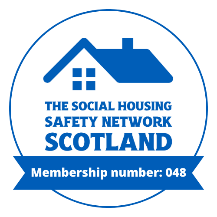 THE SOCIAL HOUSING
SAFETY NETWORK
SCOTLAND
Membership number: 048